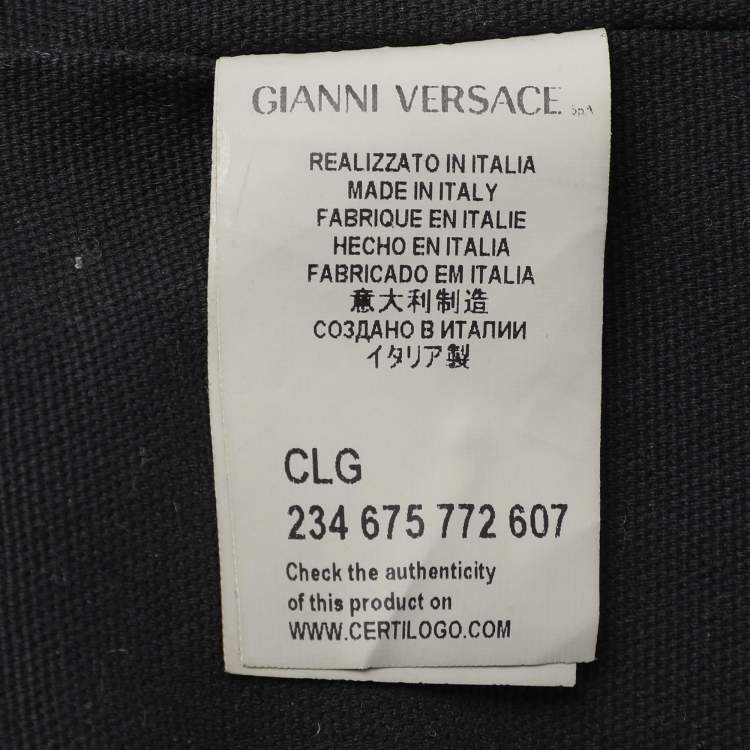 GIANNI VERSACE SpA
REALIZZATO IN ITALIA
MADE IN ITALY
FABRIQUE EN ITALIE
HECHO EN ITALIA
FABRICADO EM ITALIA
意大利制造
СОЗДАНО В ИТАПИИ
イタリア製
CLG
234 675 772 607
Check the authenticity
of this product on
WWW.CERTILOGO.COM